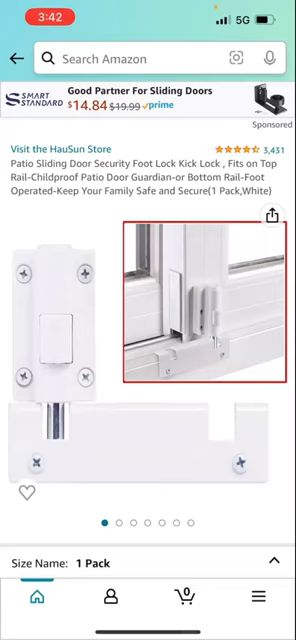 3:42
5G
Search Amazon
SMART
STANDARD
Good Partner For Sliding Doors
$14.84 $19.99 prime
Sponsored
Visit the HauSun Store
3,431
Patio Sliding Door Security Foot Lock Kick Lock , Fits on Top
Rail-Childproof Patio Door Guardian-or Bottom Rail-Foot
Operated-Keep Your Family Safe and Secure(1 Pack,White)
Size Name: 1 Pack
0